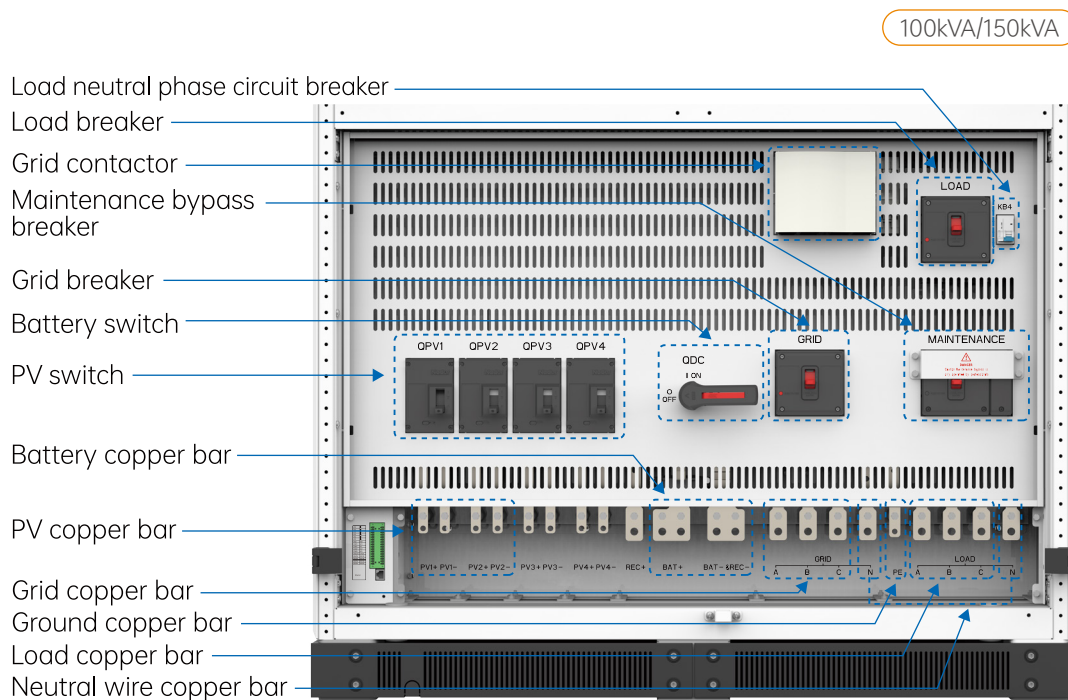 100kVA/150kVA
Load neutral phase circuit breaker
Load breaker
Grid contactor
Maintenance bypass
breaker
Grid breaker
Battery switch
PV switch
Battery copper bar
PV copper bar
Grid copper bar
Ground copper bar
Load copper bar
Neutral wire copper bar
LOAD
KB4
QPV1 QPV2 QPV3 QPV4
QDC
II ON
O
OFF
GRID
MAINTENANCE
DANGER
PV1+ PV1- PV2+ PV2- PV3+ PV3- PV4+ PV4- REC+ BAT+ BAT- &REC-
GRID
A B C N PE
LOAD
A B C N